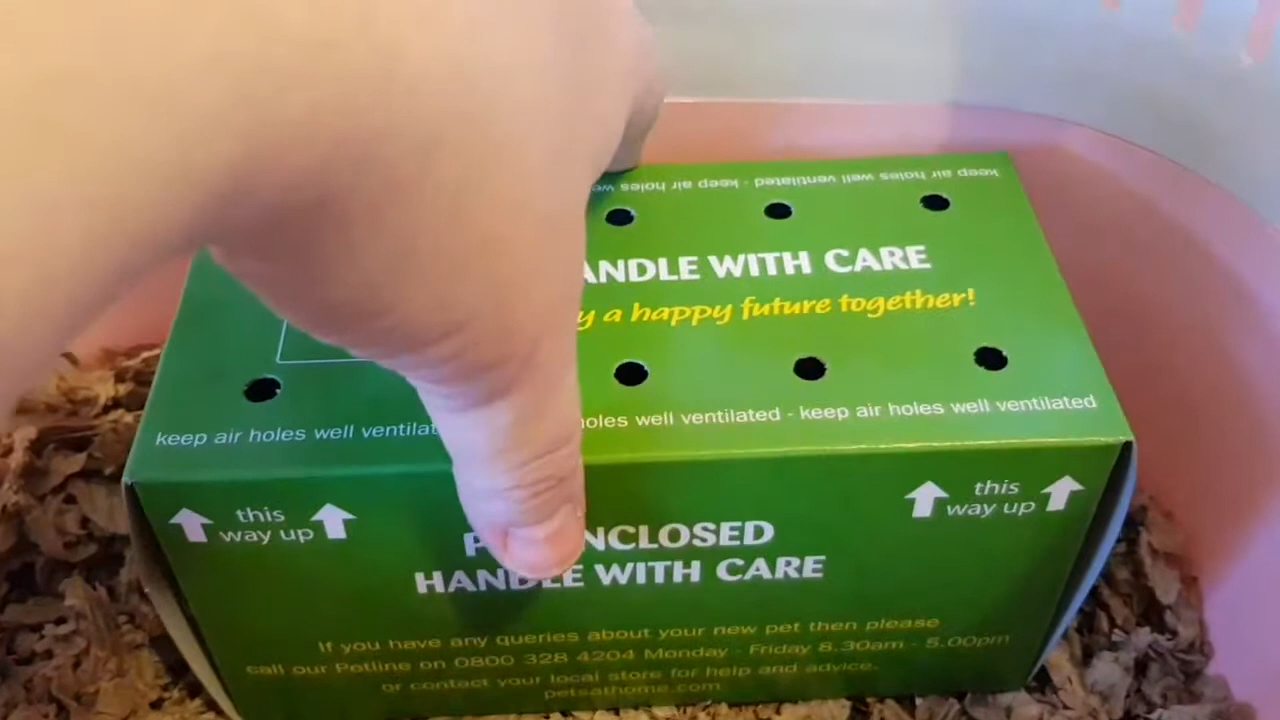 keep air holes well ventilated - keep air holes we
ANDLE WITH CARE
y a happy future together!
keep air holes well ventilat
holes well ventilated - keep air holes well ventilated
this
way up
this
way up
P NCLOSED
HANDLE WITH CARE
If you have any queries about your new pet then please
call our Petline on 0800 328 4204 Monday - Friday 8.30am - 5.00pm
or contact your local store for help and advice.
petsathome.com